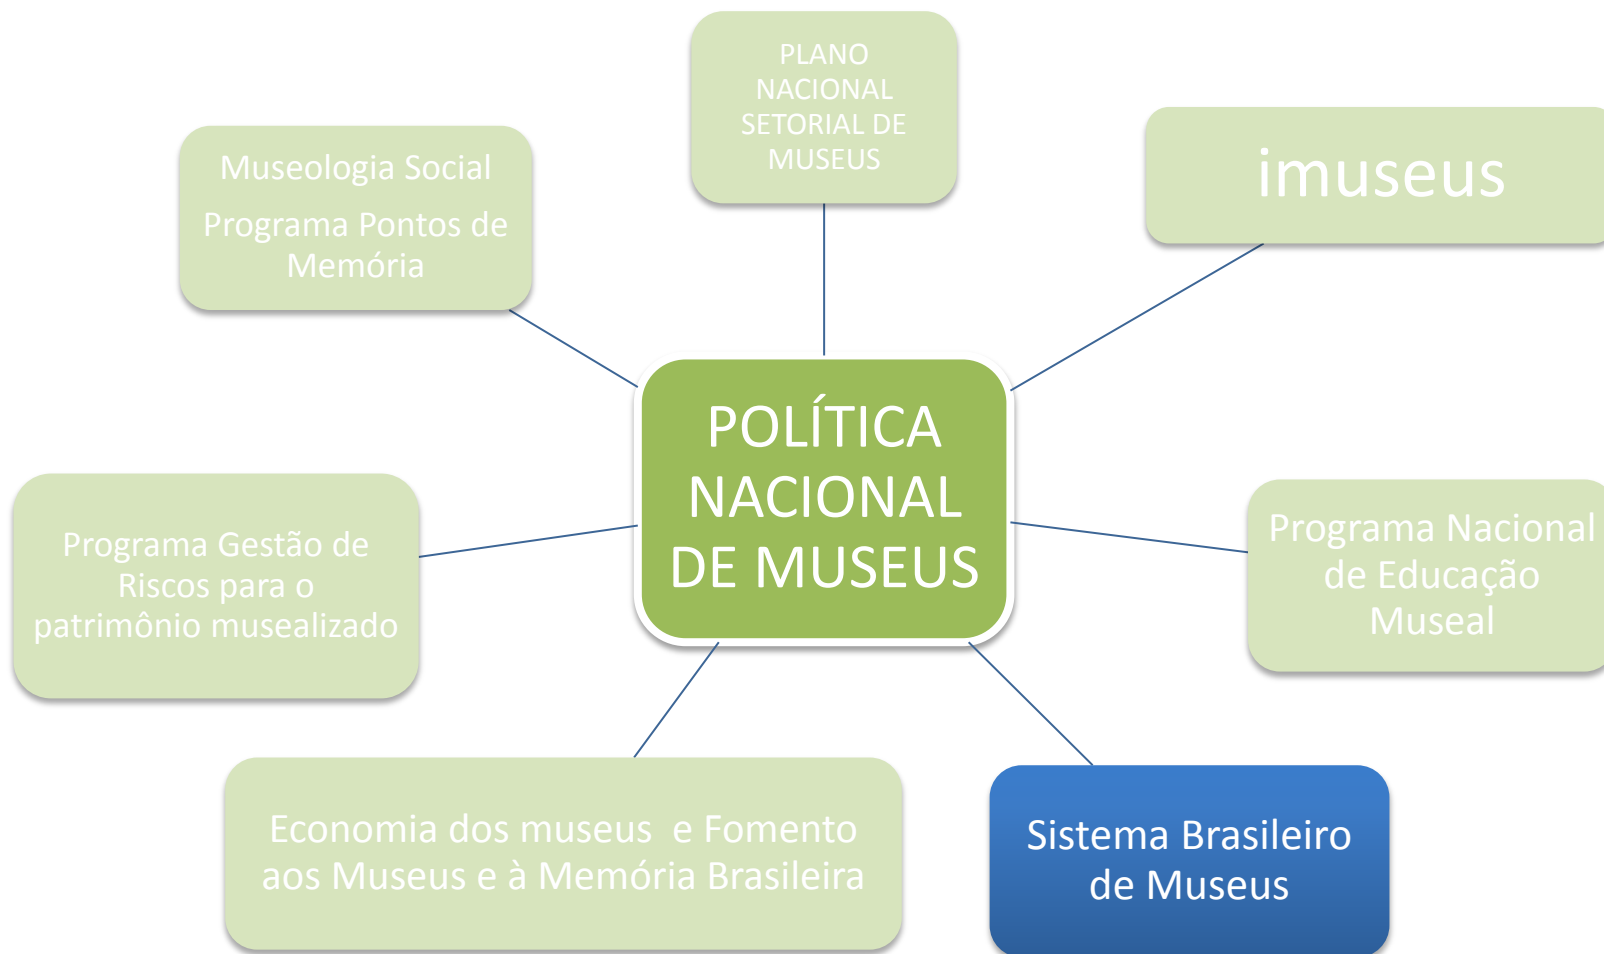 PLANO
NACIONAL
SETORIAL DE
MUSEUS
Museologia Social
Programa Pontos de
Memória
imuseus
POLÍTICA
NACIONAL
DE MUSEUS
Programa Gestão de
Riscos para o
patrimônio musealizado
Programa Nacional
de Educação
Museal
Economia dos museus e Fomento
aos Museus e à Memória Brasileira
Sistema Brasileiro
de Museus